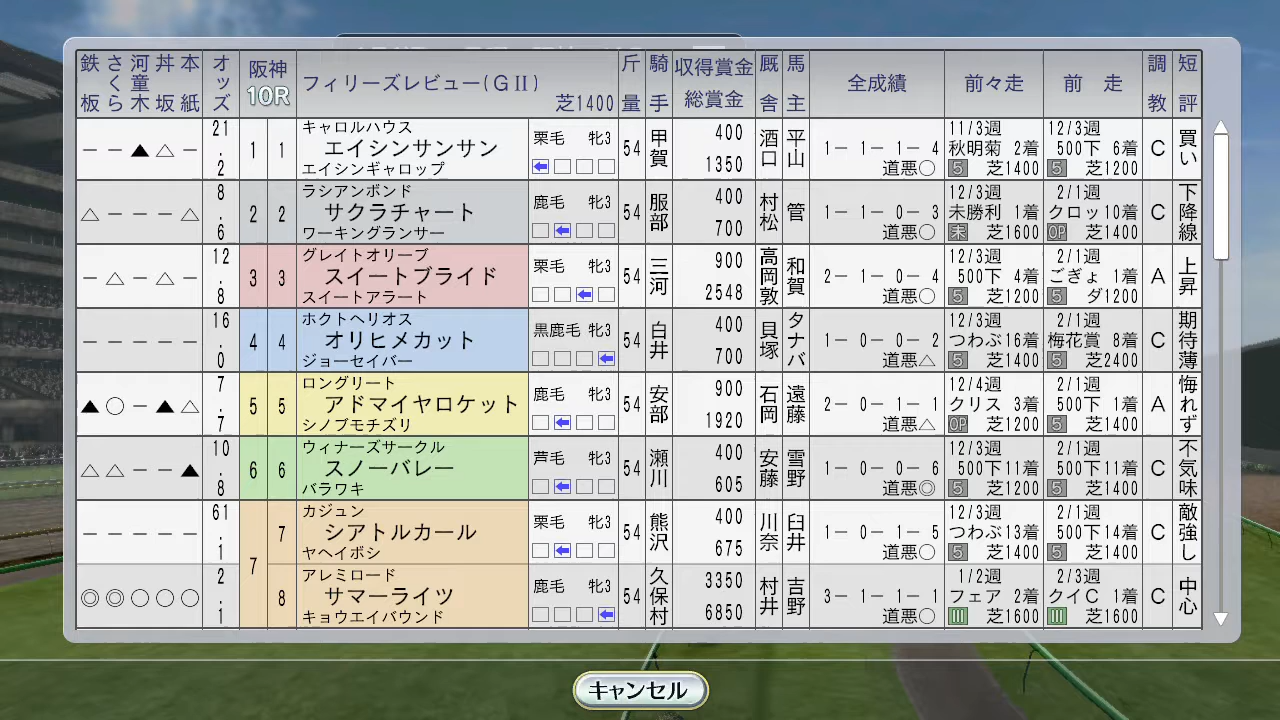 鉄板 さくら 河童木 丼坂 本紙 オッズ 阪神 10R フィリーズレビュー(GⅡ) 芝1400 斤量 騎手 収得賞金 総賞金 厩舎 馬主 全成績 前々走 前走 調教 短評
－ － ▲ △ － 21.2 1 1 キャロルハウス 栗毛 牝3 54 甲賀 400 酒口 平山 1－ 1－ 1－ 4 11/3週 12/3週 C 買い
エイシンサンサン 秋明菊 2着 500下 6着
エイシンギャロップ 1350 道悪○ 5 芝1400 5 芝1200
△ － － － △ 8.6 2 2 ラシアンボンド 鹿毛 牝3 54 服部 400 村松 菅 1－ 1－ 0－ 3 12/3週 2/1週 C 下降線
サクラチャート 未勝利 1着 クロッ10着
ワーキングランサー 700 道悪○ 未 芝1600 OP 芝1400
－ △ － △ － 12.8 3 3 グレイトオリーブ 栗毛 牝3 54 三河 900 高岡敦 和賀 2－ 1－ 0－ 4 12/3週 2/1週 A 上昇
スイートブライド 500下 4着 ごぎょ 1着
スイートアラート 2548 道悪○ 5 芝1200 5 ダ1200
－ － － － － 16.0 4 4 ホクトヘリオス 黒鹿毛 牝3 54 白井 400 貝塚 タナバ 1－ 0－ 0－ 2 12/3週 2/1週 C 期待薄
オリヒメカット つわぶ16着 梅花賞 8着
ジョーセイバー 700 道悪△ 5 芝1400 5 芝2400
▲ ○ － ▲ △ 7.7 5 5 ロングリート 鹿毛 牝3 54 安部 900 石岡 遠藤 2－ 0－ 1－ 1 12/4週 2/1週 A 侮れず
アドマイヤロケット クリス 3着 500下 1着
シノブモチズリ 1920 道悪△ OP 芝1200 5 芝1400
△ △ － － ▲ 10.8 6 6 ウィナーズサークル 芦毛 牝3 54 瀬川 400 安藤 雪野 1－ 0－ 0－ 6 12/3週 2/1週 C 不気味
スノーバレー 500下11着 500下11着
バラワキ 605 道悪◎ 5 芝1200 5 芝1400
－ － － － － 61.1 7 7 カジュン 栗毛 牝3 54 熊沢 400 川奈 臼井 1－ 0－ 1－ 5 12/3週 2/1週 C 敵強し
シアトルカール つわぶ13着 500下14着
ヤヘイボシ 675 道悪○ 5 芝1400 5 芝1400
◎ ◎ ○ ○ ○ 2.1 8 アレミロード 鹿毛 牝3 54 久保村 3350 村井 吉野 3－ 1－ 1－ 1 1/2週 2/3週 C 中心
サマーライツ フェア 2着 クイC 1着
キョウエイバウンド 6850 道悪○ Ⅲ 芝1600 Ⅲ 芝1600
キャンセル